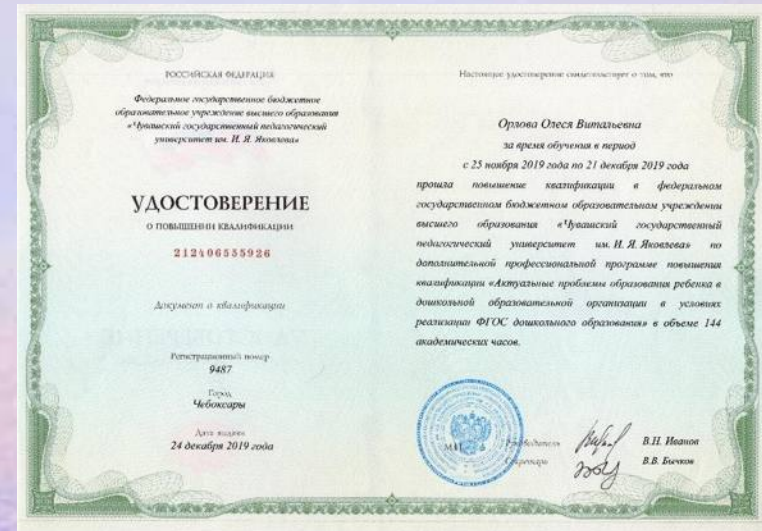 РОССИЙСКАЯ ФЕДЕРАЦИЯ
Федеральное государственное бюджетное
образовательное учреждение высшего образования
«Чувашский государственный педагогический
университет им. И. Я. Яковлева»
УДОСТОВЕРЕНИЕ
О ПОВЫШЕНИИ КВАЛИФИКАЦИИ
212406555926
Документ о квалификации
Регистрационный номер
9487
Город
Чебоксары
Дата выдачи
24 декабря 2019 года
Настоящее удостоверение свидетельствует о том, что
Орлова Олеся Витальевна
за время обучения в период
с 25 ноября 2019 года по 21 декабря 2019 года
прошла повышение квалификации в федеральном
государственном бюджетном образовательном учреждении
высшего образования «Чувашский государственный
педагогический университет им. И. Я. Яковлева» по
дополнительной профессиональной программе повышения
квалификации «Актуальные проблемы образования ребенка в
дошкольной образовательной организации в условиях
реализации ФГОС дошкольного образования» в объеме 144
академических часов.
М.П.
Руководитель В.Н. Иванов
Секретарь В.В. Бычков